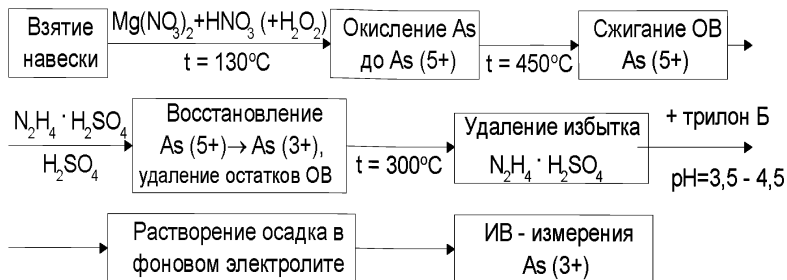 Взятие навески
Mg(NO₃)₂+HNO₃ (+H₂O₂)
t = 130°C
Окисление As
до As (5+)
t = 450°C
Сжигание ОВ
As (5+)
N₂H₄ · H₂SO₄
H₂SO₄
Восстановление
As (5+)→As (3+),
удаление остатков ОВ
t = 300°C
Удаление избытка
N₂H₄ · H₂SO₄
+ трилон Б
pH=3,5 - 4,5
Растворение осадка в
фоновом электролите
ИВ - измерения
As (3+)